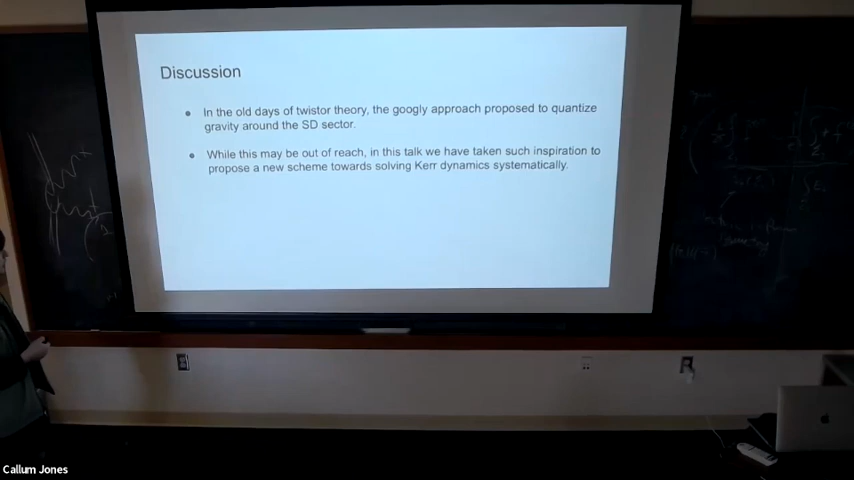 Discussion
● In the old days of twistor theory, the googly approach proposed to quantize
gravity around the SD sector.
● While this may be out of reach, in this talk we have taken such inspiration to
propose a new scheme towards solving Kerr dynamics systematically.
Callum Jones